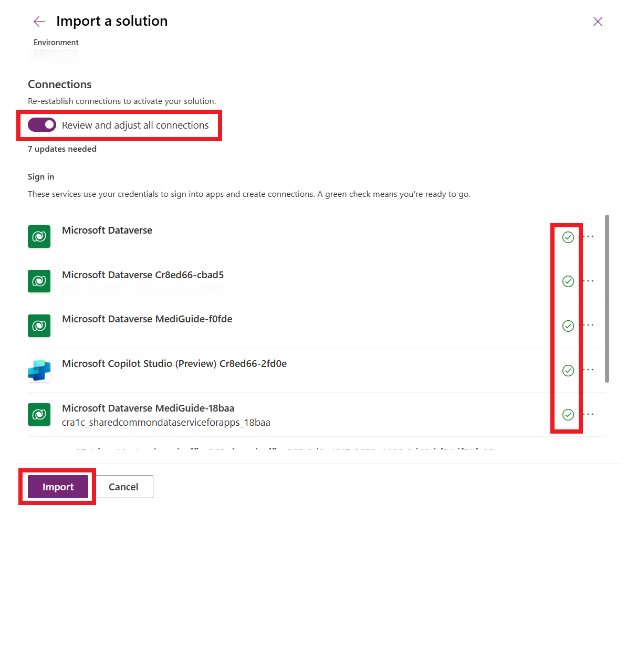 Import a solution
Environment
Connections
Re-establish connections to activate your solution.
Review and adjust all connections
7 updates needed
Sign in
These services use your credentials to sign into apps and create connections. A green check means you're ready to go.
Microsoft Dataverse
Microsoft Dataverse Cr8ed66-cbad5
Microsoft Dataverse MediGuide-f0fde
Microsoft Copilot Studio (Preview) Cr8ed66-2fd0e
Microsoft Dataverse MediGuide-18baa
cra1c_sharedcommondataserviceforapps_18baa
Import
Cancel